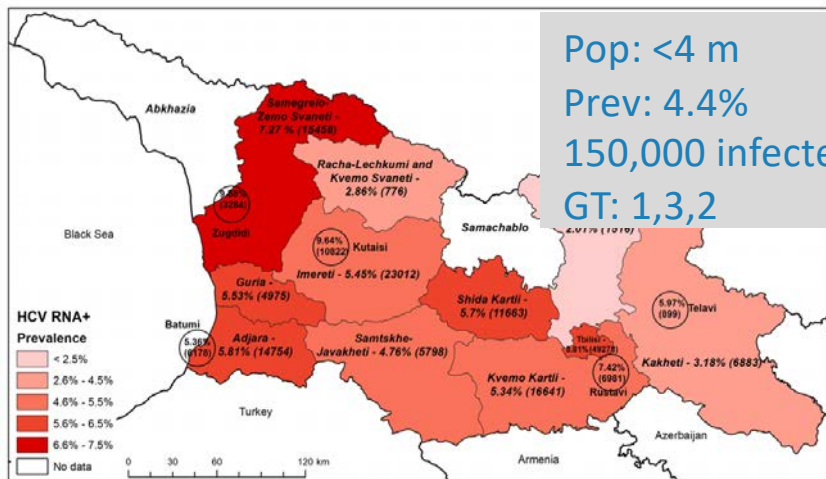 Pop: <4 m
Prev: 4.4%
150,000 infecte
GT: 1,3,2
Abkhazia
Samegrelo-
Zemo Svaneti -
7.27 % (15458)
Racha-Lechkumi and
Kvemo Svaneti -
2.86% (776)
Black Sea
Zugdidi
Samachablo
9.64%
(10822)
Kutaisi
Imereti - 5.45% (23012)
Guria -
5.53% (4975)
Shida Kartli -
5.7% (11663)
5.97%
(899)
Telavi
Kakheti - 3.18% (6883)
HCV RNA+
Prevalence
< 2.5%
2.6% - 4.5%
4.6% - 5.5%
5.6% - 6.5%
6.6% - 7.5%
No data
Batumi
5.36%
(6178)
Adjara -
5.81% (14754)
Samtskhe-
Javakheti - 4.76% (5798)
Tbilisi -
(49278)
7.42%
(6981)
Rustavi
Kvemo Kartli -
5.34% (16641)
Turkey
Armenia
Azerbaijan
0 30 60 120 km